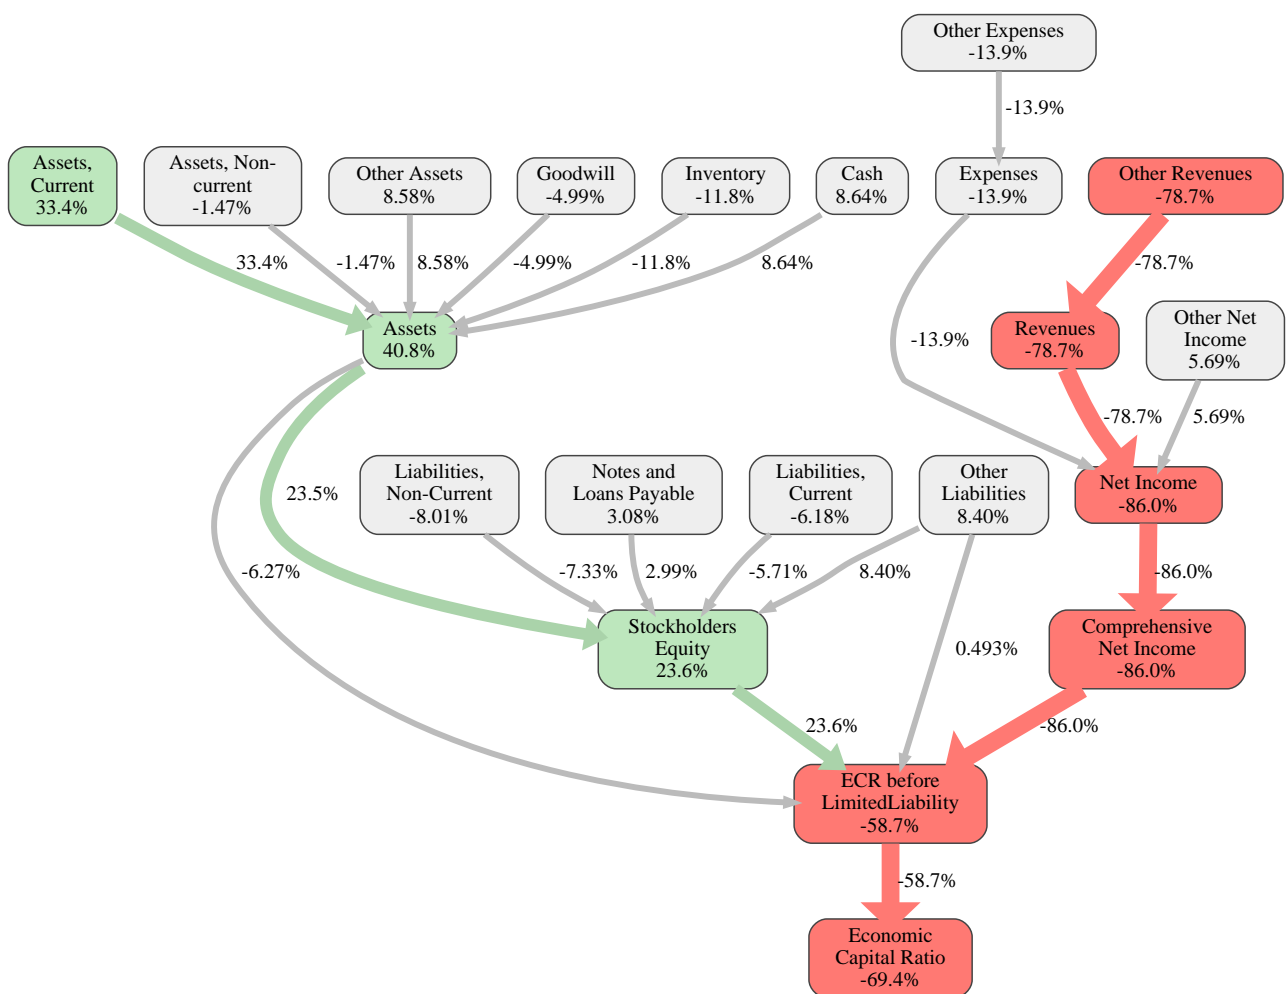 Other Expenses
-13.9%
-13.9%
Assets,
Current
33.4%
Assets, Non-
current
-1.47%
Other Assets
8.58%
Goodwill
-4.99%
Inventory
-11.8%
Cash
8.64%
Expenses
-13.9%
Other Revenues
-78.7%
33.4%
-1.47%
8.58%
-4.99%
-11.8%
8.64%
-78.7%
Assets
40.8%
-13.9%
Revenues
-78.7%
Other Net
Income
5.69%
-78.7%
5.69%
Liabilities,
Non-Current
-8.01%
Notes and
Loans Payable
3.08%
Liabilities,
Current
-6.18%
Other
Liabilities
8.40%
Net Income
-86.0%
23.5%
-6.27%
-7.33%
2.99%
-5.71%
8.40%
-86.0%
Stockholders
Equity
23.6%
0.493%
Comprehensive
Net Income
-86.0%
23.6%
-86.0%
ECR before
LimitedLiability
-58.7%
-58.7%
Economic
Capital Ratio
-69.4%